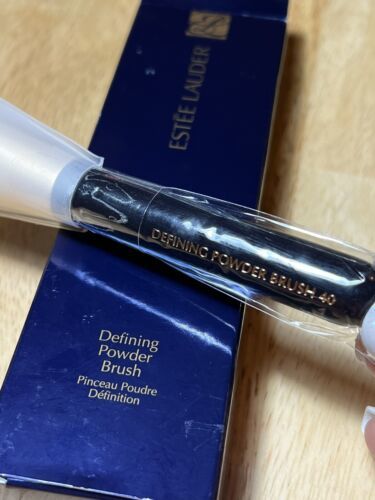 ESTĒE LAUDER
DEFINING POWDER BRUSH 40
Defining
Powder
Brush
Pinceau Poudre
Définition